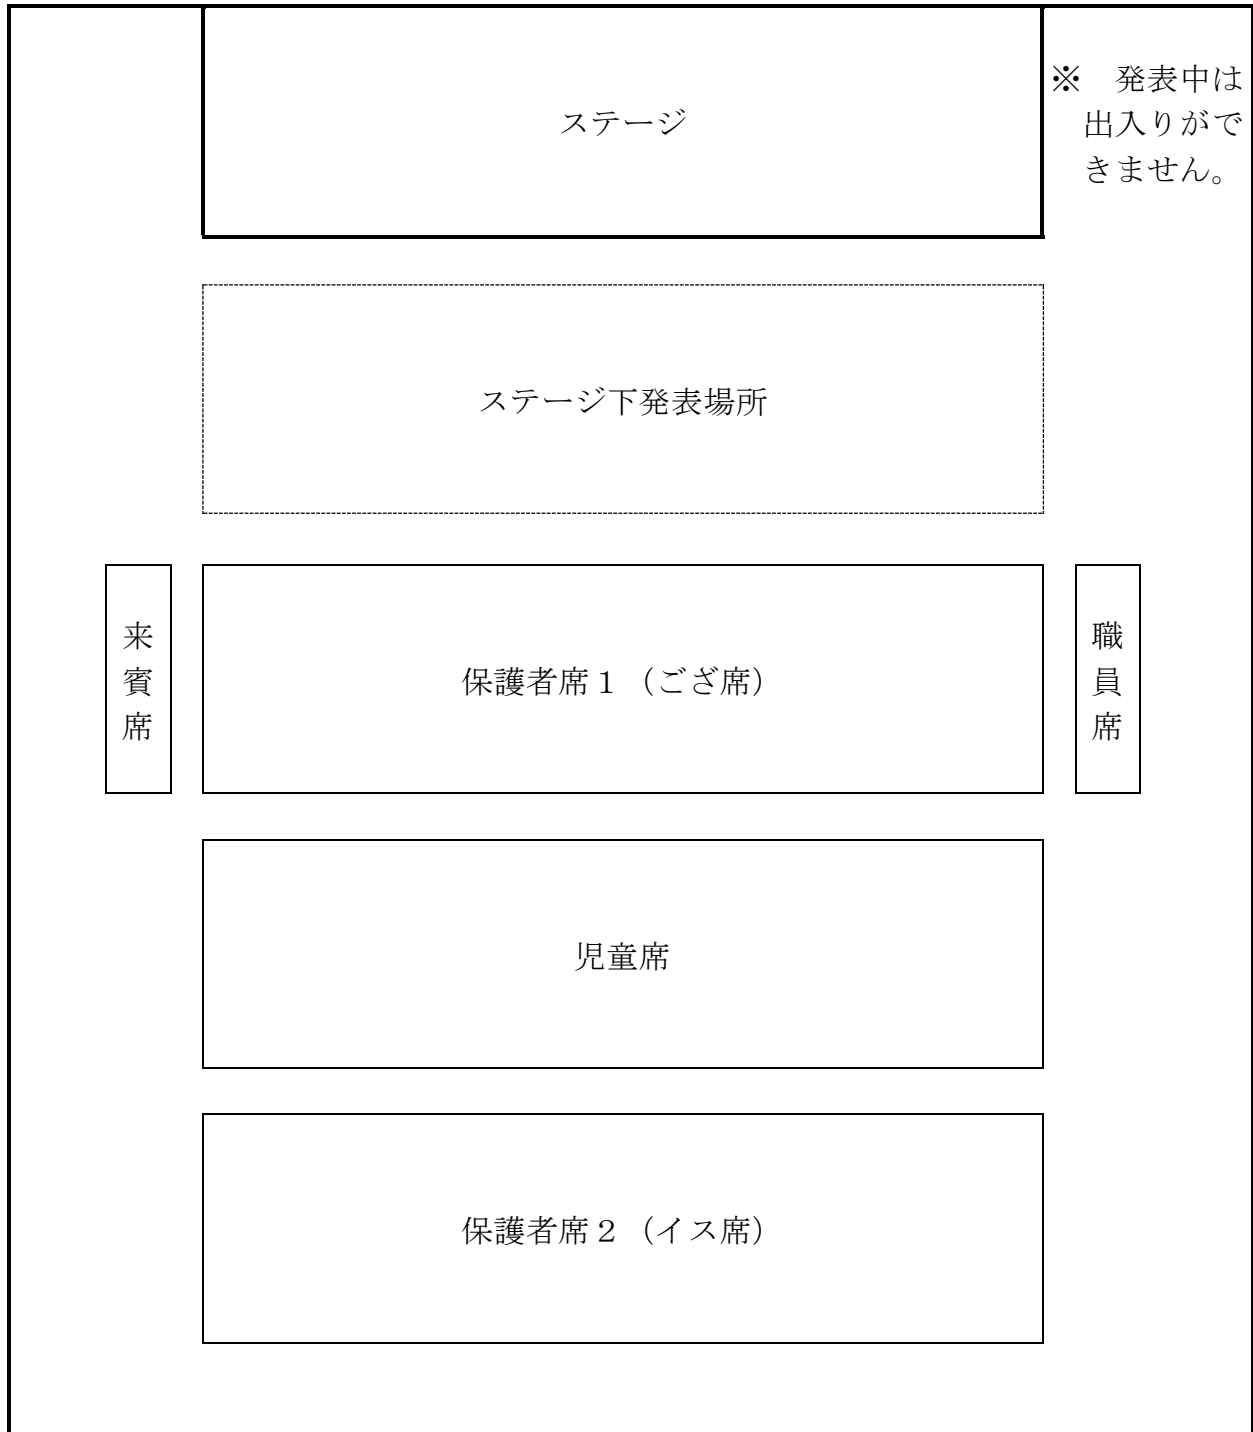 ステージ
※　発表中は
出入りがで
きません。
ステージ下発表場所
来賓席
保護者席１（ござ席）
職員席
児童席
保護者席２（イス席）